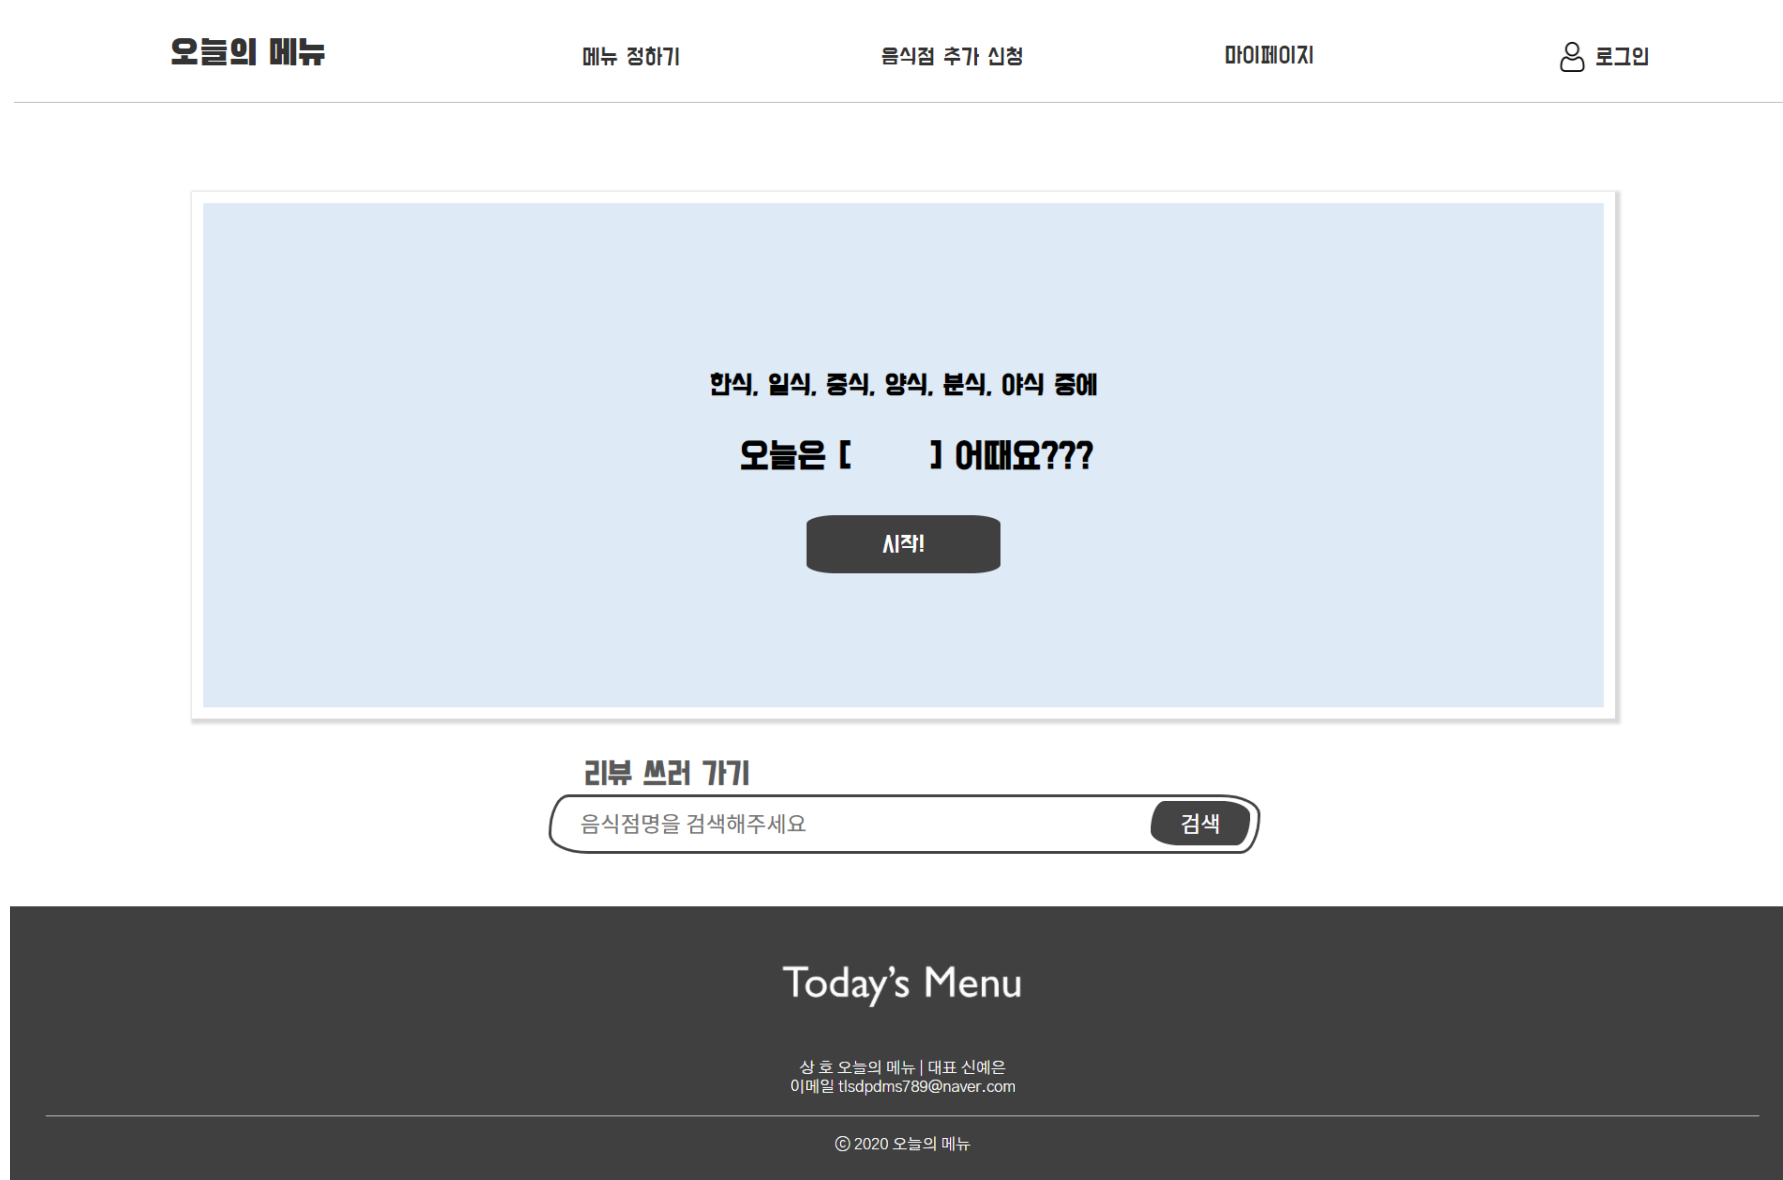 오늘의 메뉴
메뉴 정하기
음식점 추가 신청
마이페이지
로그인
한식, 일식, 중식, 양식, 분식, 야식 중에
오늘은 [ ] 어때요???
시작!
리뷰 쓰러 가기
음식점명을 검색해주세요
검색
Today's Menu
상 호 오늘의 메뉴 | 대표 신예은
이메일 tlsdpdms789@naver.com
ⓒ 2020 오늘의 메뉴